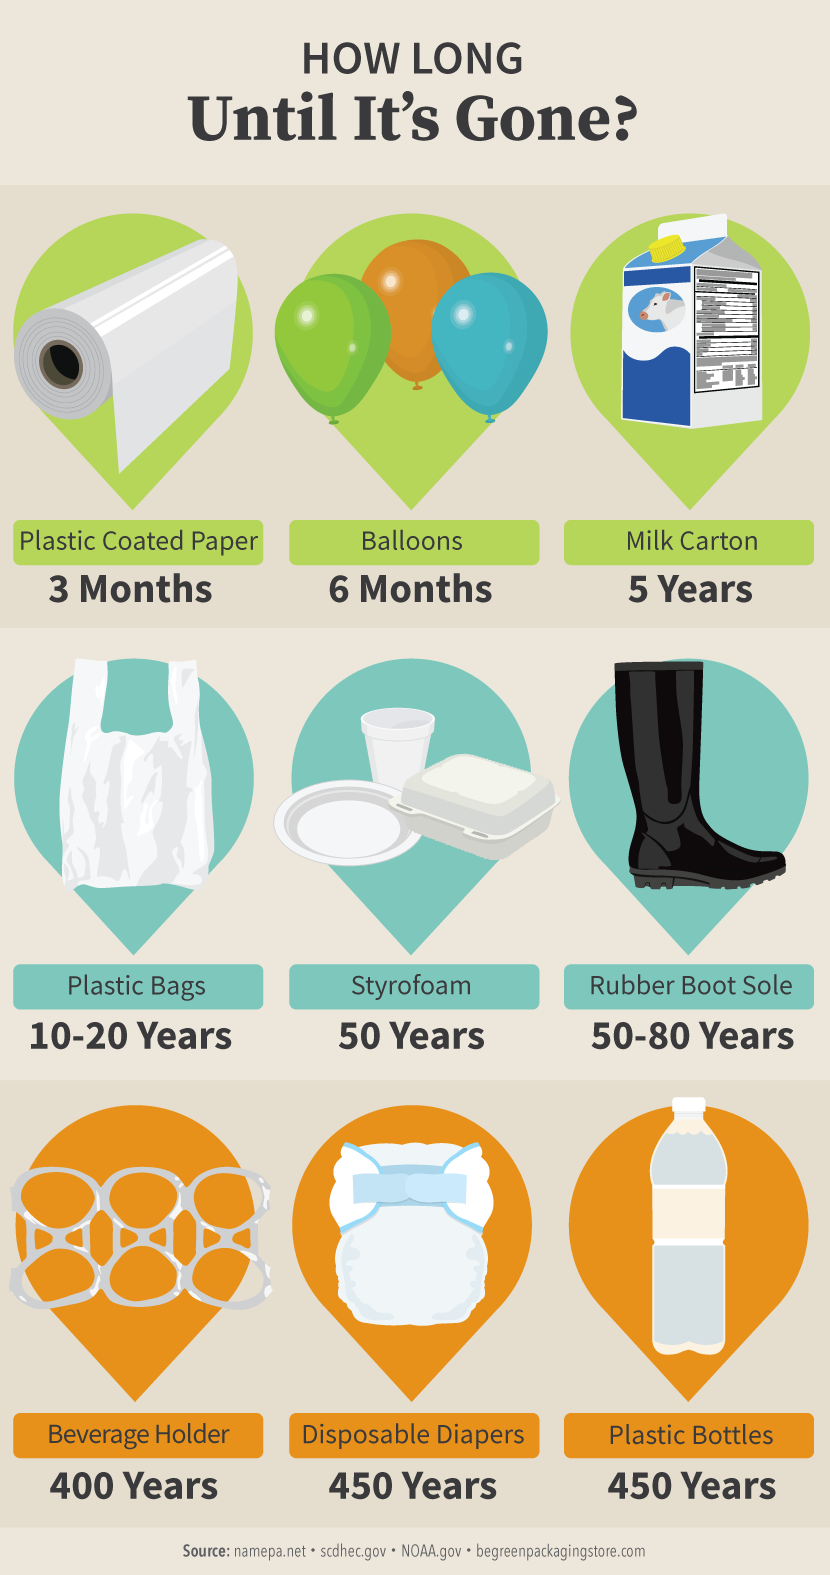 HOW LONG
Until It's Gone?
Plastic Coated Paper
Balloons
Milk Carton
3 Months
6 Months
5 Years
Plastic Bags
Styrofoam
Rubber Boot Sole
10-20 Years
50 Years
50-80 Years
Beverage Holder
Disposable Diapers
Plastic Bottles
400 Years
450 Years
450 Years
Source: namepa.net • scdhec.gov • NOAA.gov • begreenpackagingstore.com